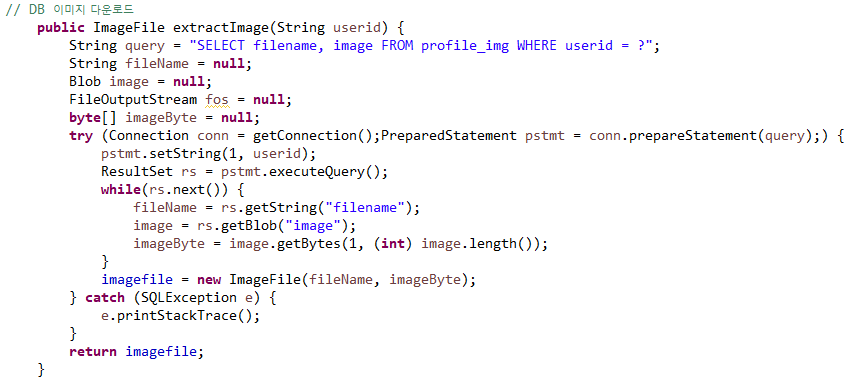 // DB 이미지 다운로드
    public ImageFile extractImage(String userid) {
        String query = "SELECT filename, image FROM profile_img WHERE userid = ?";
        String fileName = null;
        Blob image = null;
        FileOutputStream fos = null;
        byte[] imageByte = null;
        try (Connection conn = getConnection();PreparedStatement pstmt = conn.prepareStatement(query);) {
            pstmt.setString(1, userid);
            ResultSet rs = pstmt.executeQuery();
            while(rs.next()) {
                fileName = rs.getString("filename");
                image = rs.getBlob("image");
                imageByte = image.getBytes(1, (int) image.length());
            }
            imagefile = new ImageFile(fileName, imageByte);
        } catch (SQLException e) {
            e.printStackTrace();
        }
        return imagefile;
    }